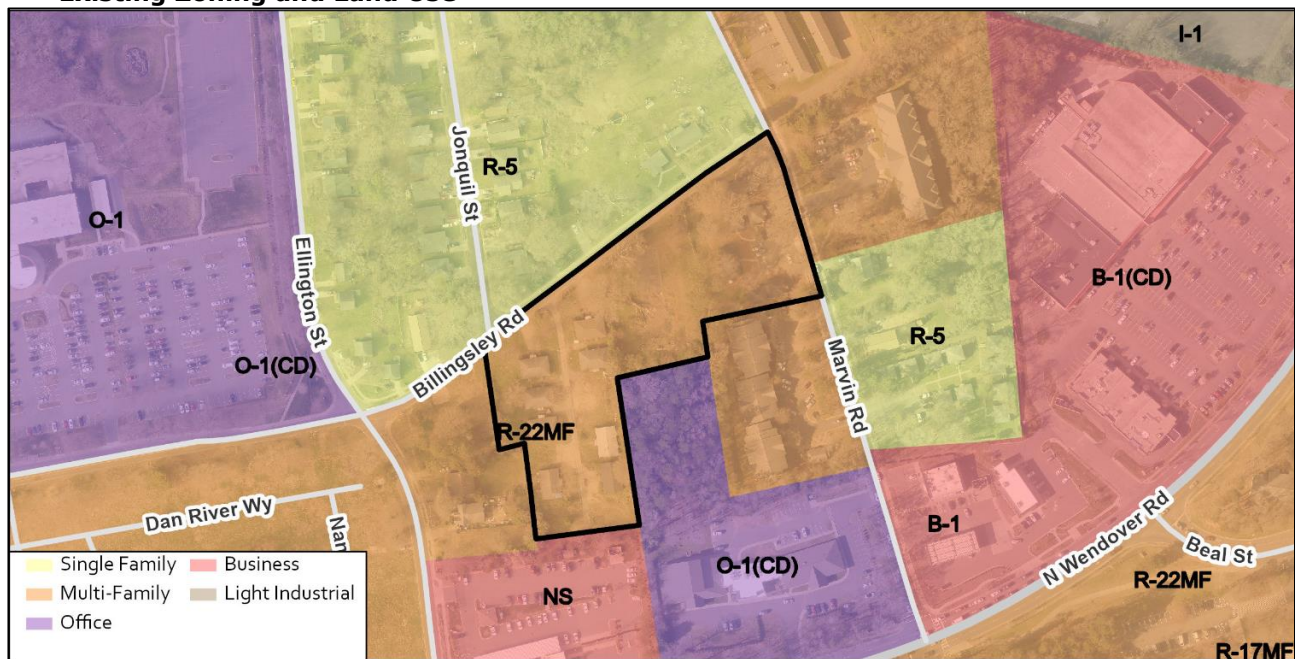 I-1
Jonquil St
R-5
O-1
Ellington St
B-1(CD)
Billingsley Rd
R-5
Marvin Rd
O-1(CD)
R-22MF
N Wendover Rd
B-1
Dan River Wy
Nan
Beal St
O-1(CD)
R-22MF
NS
R-17MF
Single Family
Business
Multi-Family
Light Industrial
Office